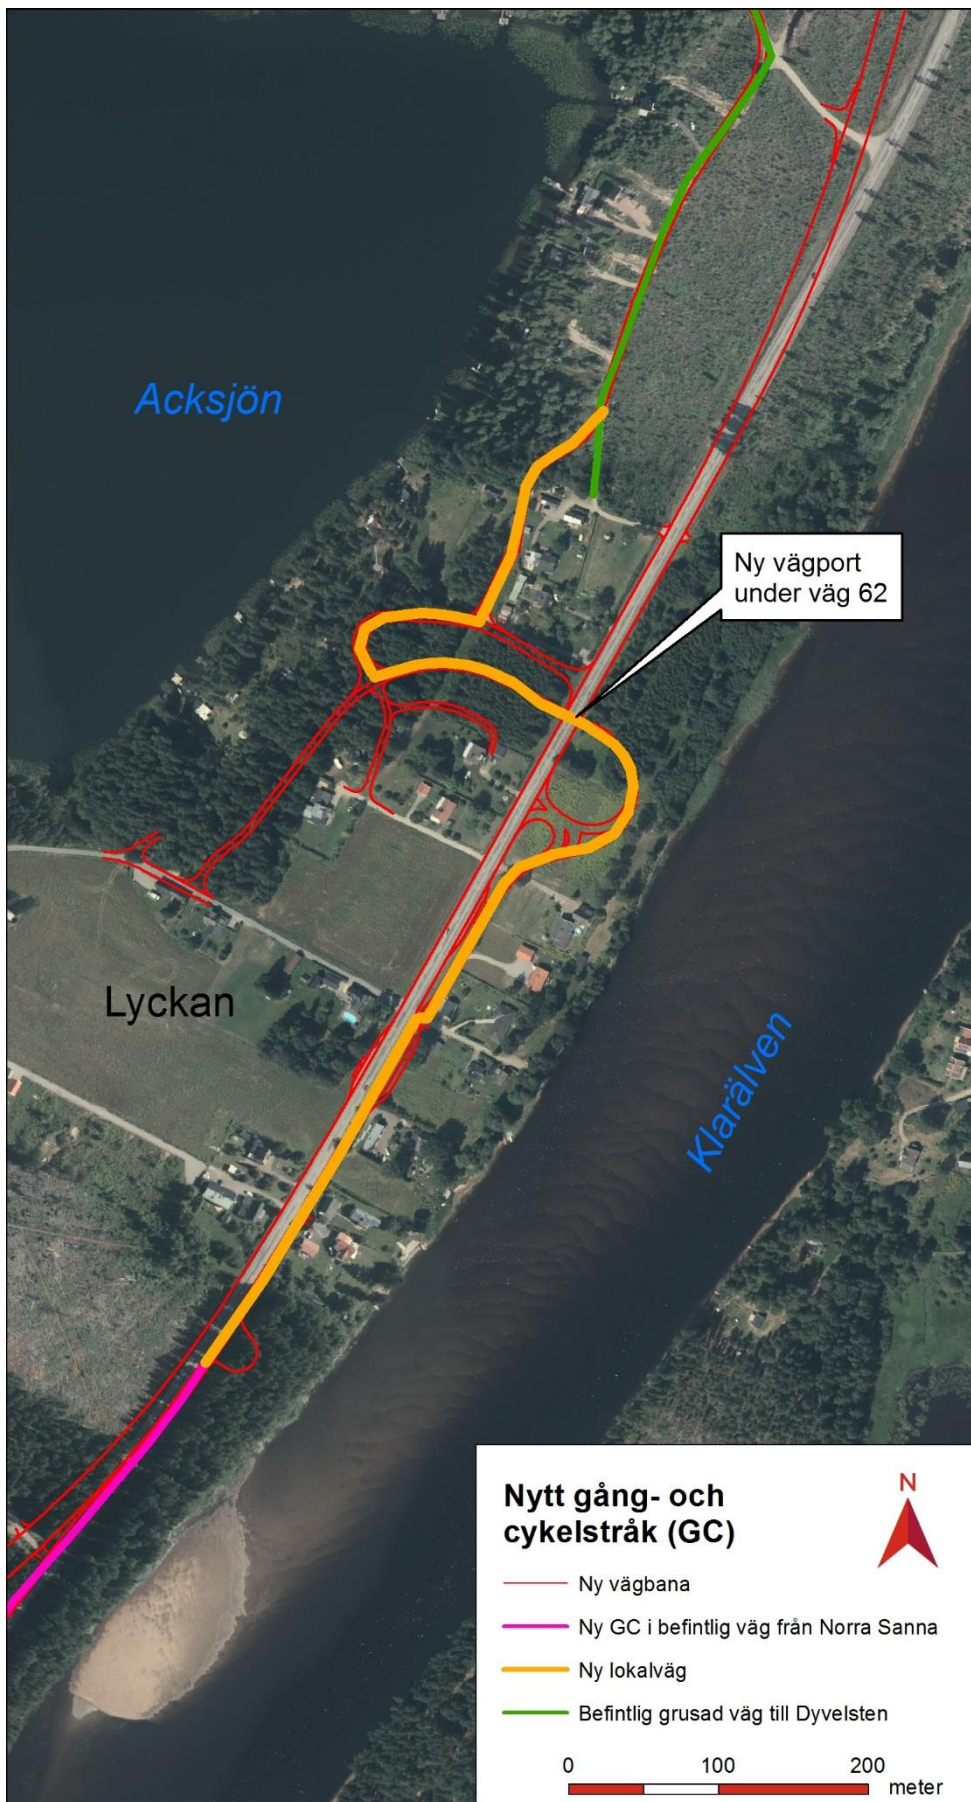 Acksjön
Ny vägport
under väg 62
Lyckan
Klarälven
Nytt gång- och
cykelstråk (GC)
N
Ny vägbana
Ny GC i befintlig väg från Norra Sanna
Ny lokalväg
Befintlig grusad väg till Dyvelsten
0 100 200
meter